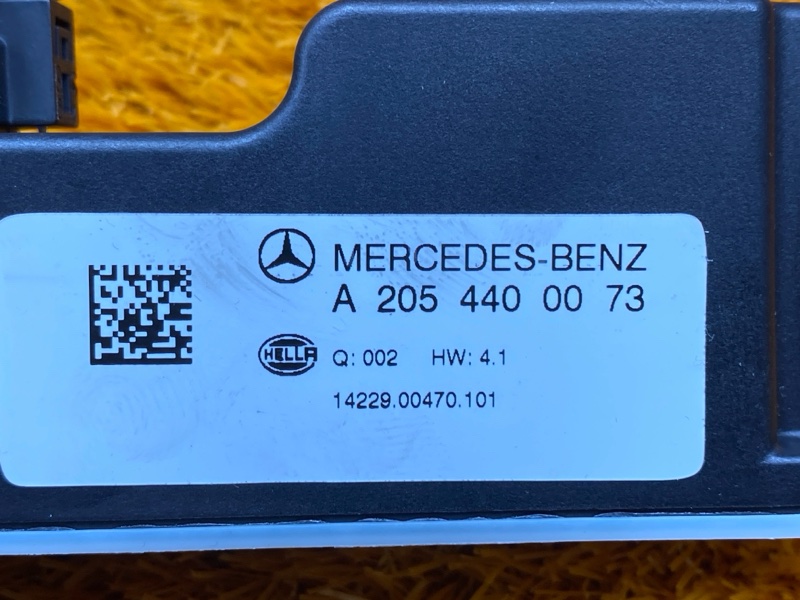 MERCEDES-BENZ
A 205 440 00 73
HELLA
Q: 002 HW: 4.1
14229.00470.101